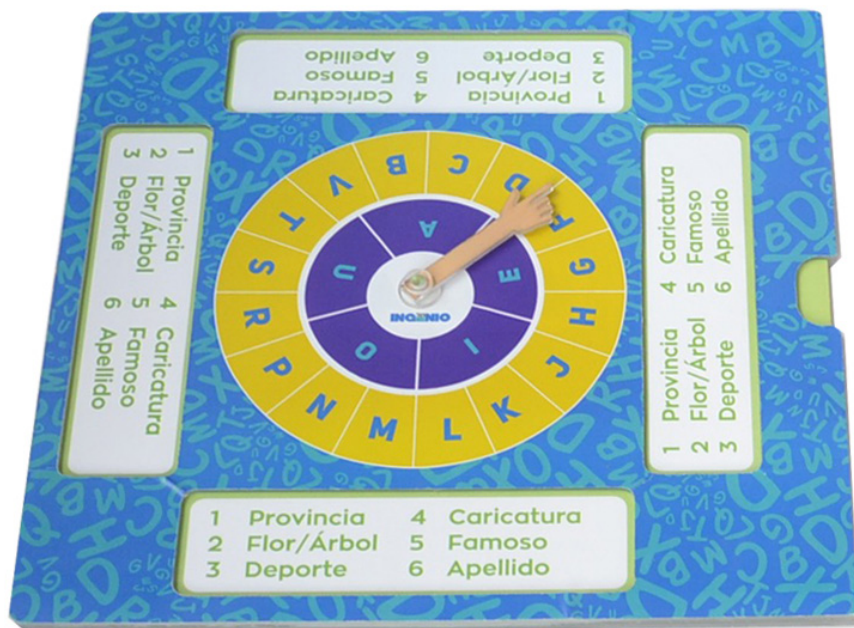 1 Provincia 4 Caricatura
2 Flor/Árbol 5 Famoso
3 Deporte 6 Apellido
1 Provincia 4 Caricatura
2 Flor/Árbol 5 Famoso
3 Deporte 6 Apellido
1 Provincia 4 Caricatura
2 Flor/Árbol 5 Famoso
3 Deporte 6 Apellido
B C D F G H J K L M N P R S T V
A E I O U
INGENIO
1 Provincia 4 Caricatura
2 Flor/Árbol 5 Famoso
3 Deporte 6 Apellido